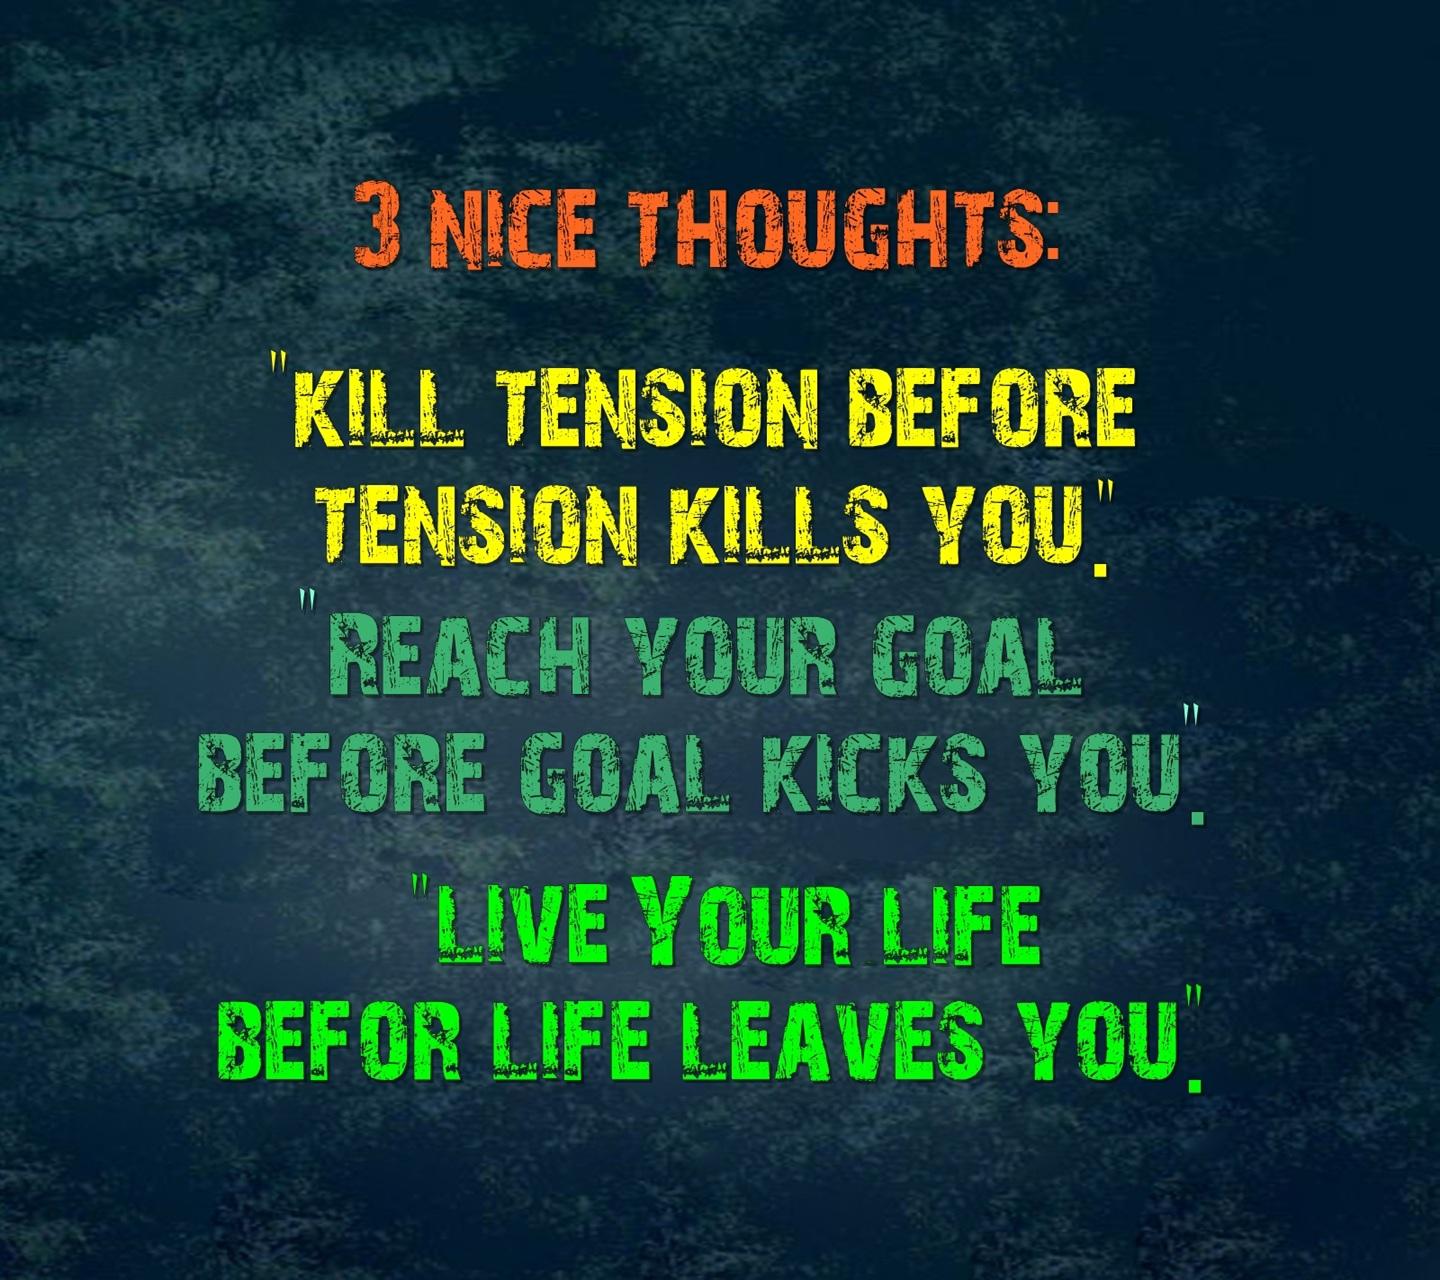 3 NICE THOUGHTS:
"KILL TENSION BEFORE
TENSION KILLS YOU."
"REACH YOUR GOAL
BEFORE GOAL KICKS YOU."
"LIVE YOUR LIFE
BEFOR LIFE LEAVES YOU".